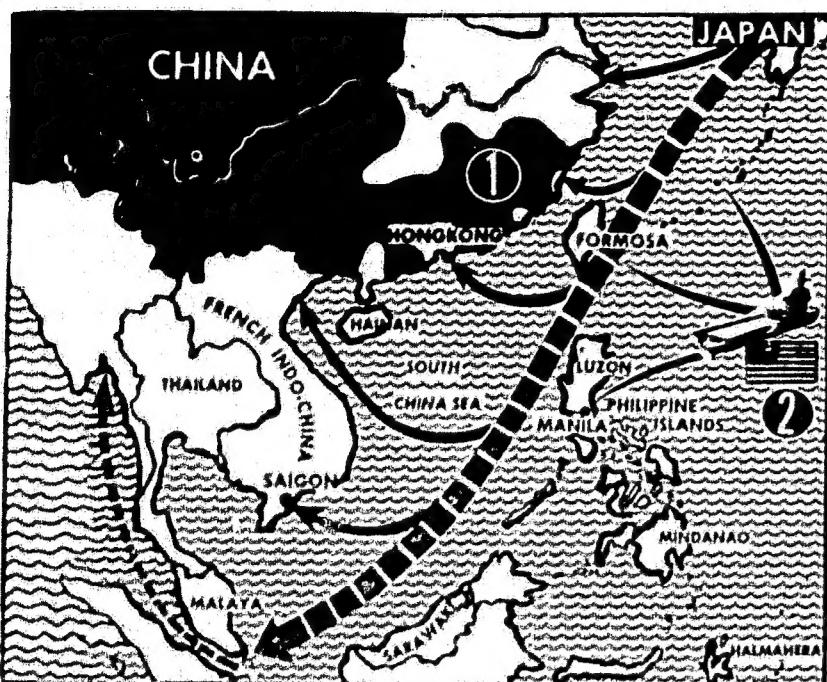 JAPAN
CHINA
1
HONGKONG
FORMOSA
HAINAN
FRENCH INDO-CHINA
THAILAND
SOUTH
CHINA SEA
LUZON
2
MANILA
PHILIPPINE
ISLANDS
SAIGON
MINDANAO
MALAYA
SARAWAK
HALMAHERA